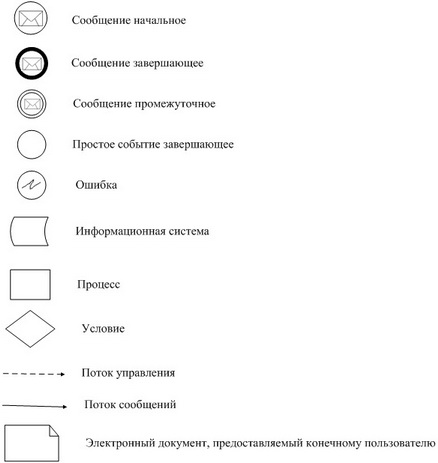 Сообщение начальное
Сообщение завершающее
Сообщение промежуточное
Простое событие завершающее
Ошибка
Информационная система
Процесс
Условие
Поток управления
Поток сообщений
Электронный документ, предоставляемый конечному пользователю